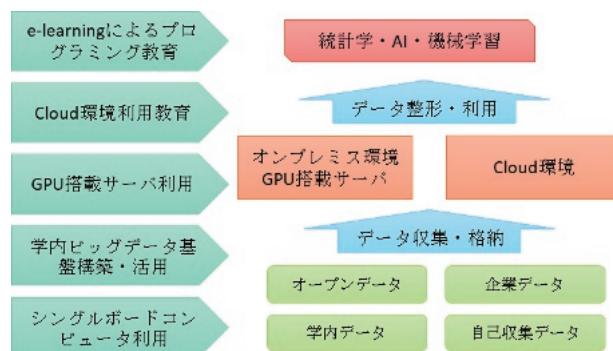 e-learningによるプロ
グラミング教育
Cloud環境利用教育
GPU搭載サーバ利用
学内ビッグデータ基
盤構築・活用
シングルボードコン
ピュータ利用
統計学・AI・機械学習
データ整形・利用
オンプレミス環境
GPU搭載サーバ
Cloud環境
データ収集・格納
オープンデータ
企業データ
学内データ
自己収集データ